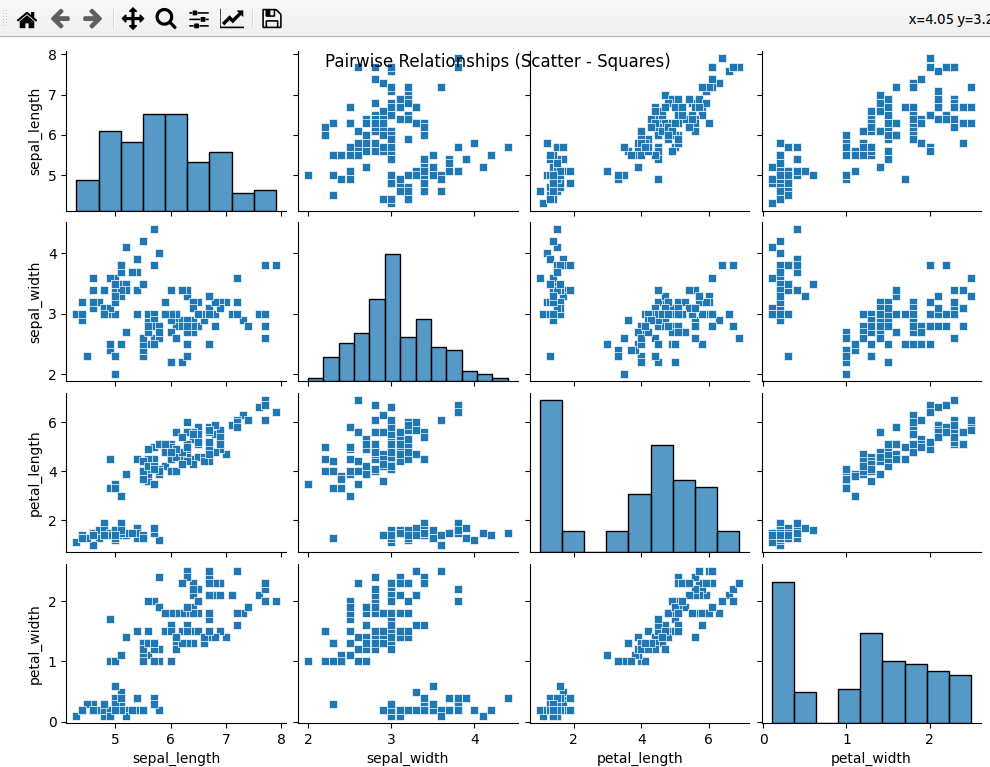 x=4.05 y=3.2
Pairwise Relationships (Scatter - Squares)
8
7
6
5
sepal_length
4
3
2
sepal_width
6
4
2
petal_length
2
1
0
petal_width
5 6 7 8
2 3 4
2 4 6
0 1 2
sepal_length
sepal_width
petal_length
petal_width